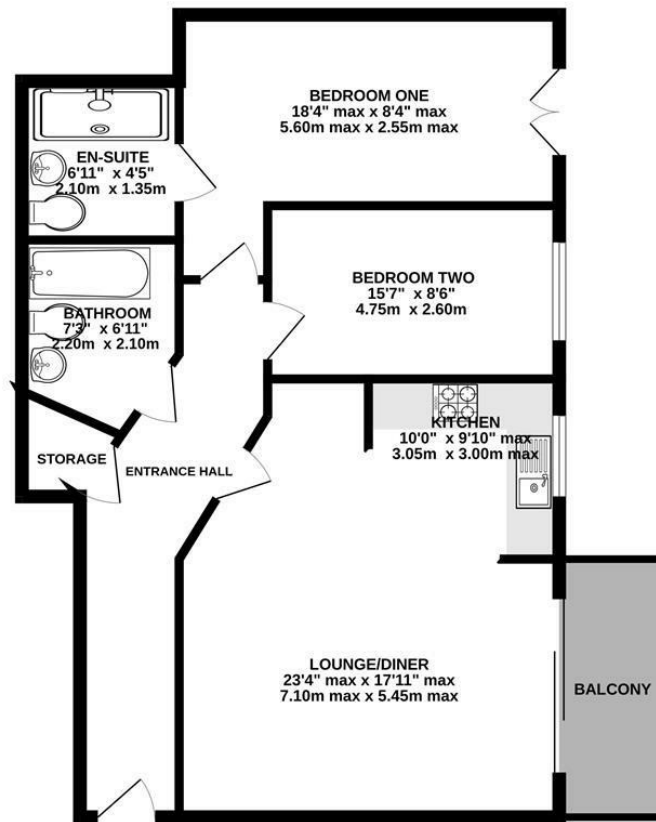 BEDROOM ONE
18'4" max x 8'4" max
5.60m max x 2.55m max
EN-SUITE
6'11" x 4'5"
2.10m x 1.35m
BEDROOM TWO
15'7" x 8'6"
4.75m x 2.60m
BATHROOM
7'3" x 6'11"
2.20m x 2.10m
KITCHEN
10'0" x 9'10" max
3.05m x 3.00m max
STORAGE
ENTRANCE HALL
LOUNGE/DINER
23'4" max x 17'11" max
7.10m max x 5.45m max
BALCONY